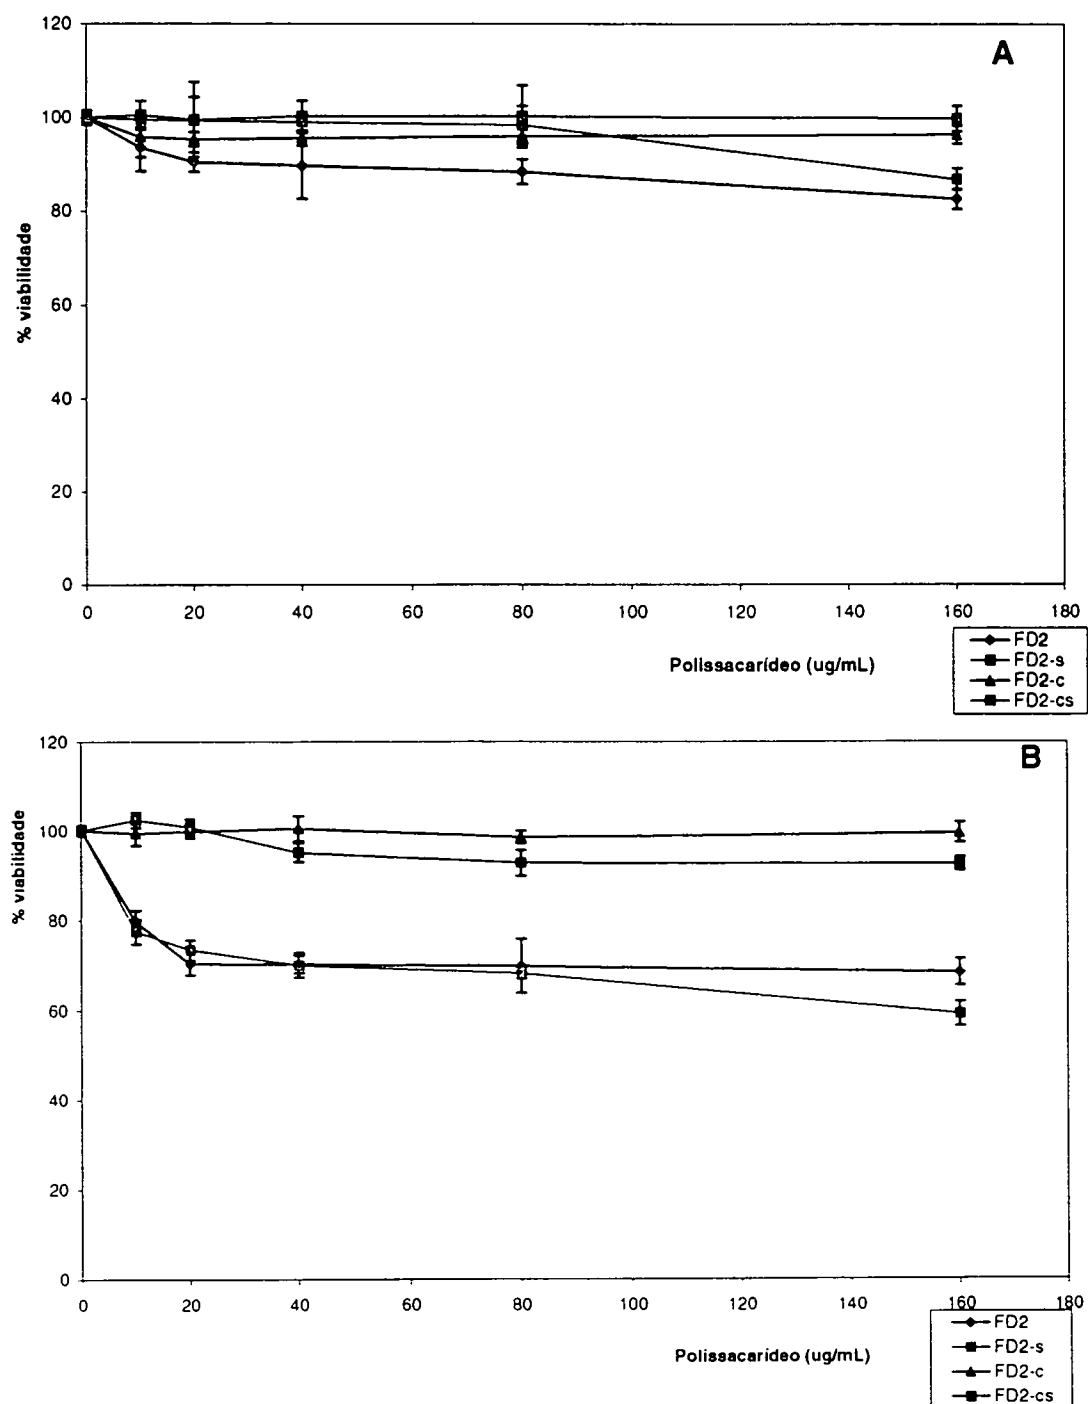 A
120
100
80
60
40
20
0
% viabilidade
0 20 40 60 80 100 120 140 160 180
Polissacarídeo (ug/mL)
FD2
FD2-s
FD2-c
FD2-cs
B
120
100
80
60
40
20
0
% viabilidade
0 20 40 60 80 100 120 140 160 180
Polissacarídeo (ug/mL)
FD2
FD2-s
FD2-c
FD2-cs